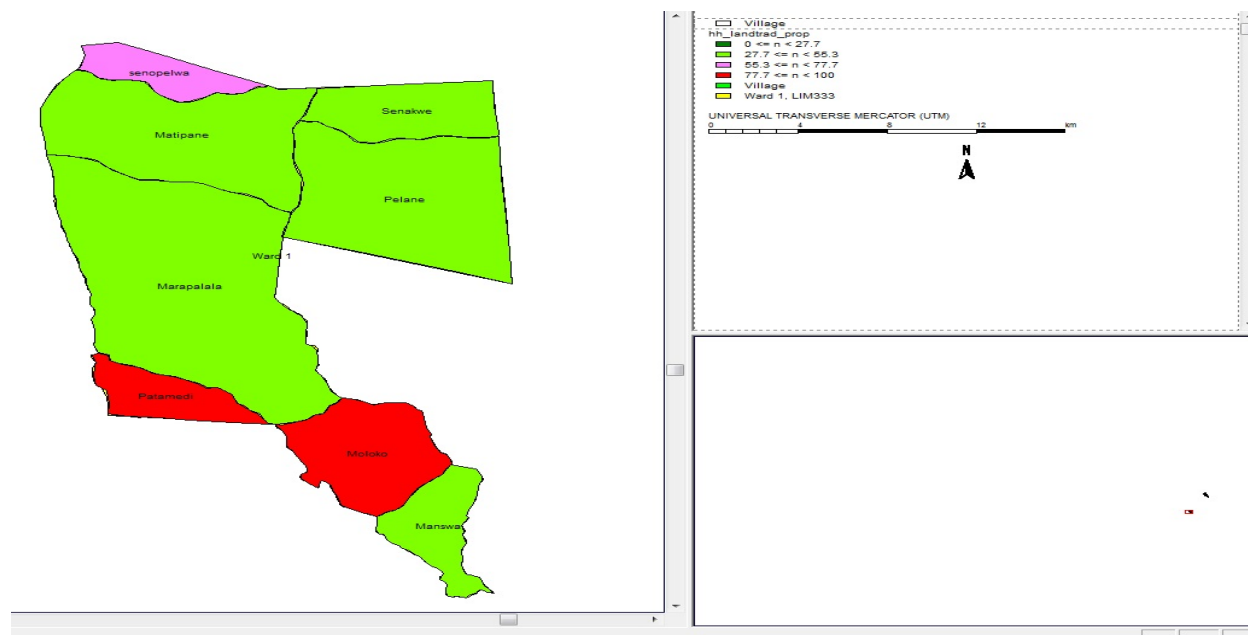 senopelwa
Senakwe
Matipane
Pelane
Ward 1
Marapalala
Patamedi
Moloko
Manswa
Village
hh_landtrad_prop
0 <= n < 27.7
27.7 <= n < 55.3
55.3 <= n < 77.7
77.7 <= n < 100
Village
Ward 1, LIM333
UNIVERSAL TRANSVERSE MERCATOR (UTM)
0 4 8 12 km
N